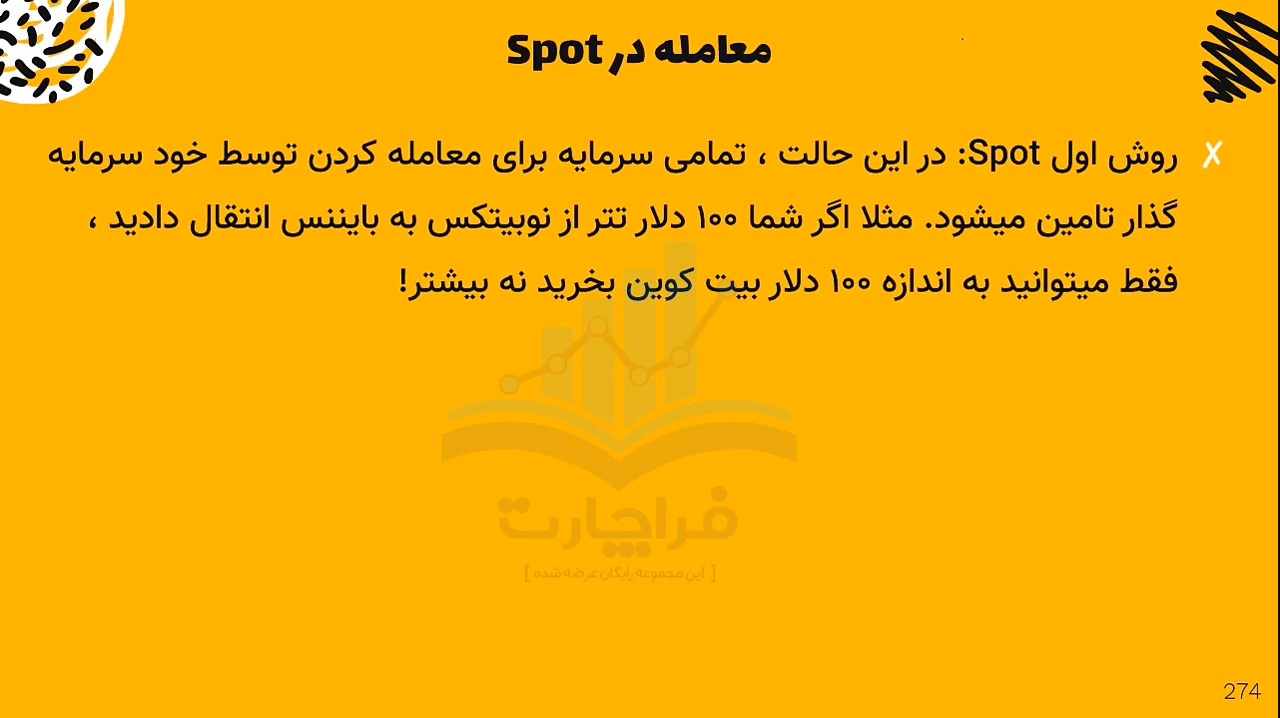 معامله در Spot
روش اول Spot: در این حالت ، تمامی سرمایه برای معامله کردن توسط خود سرمایه
گذار تامین میشود. مثلا اگر شما ۱۰۰ دلار تتر از نوبیتکس به بایننس انتقال دادید ،
فقط میتوانید به اندازه ۱۰۰ دلار بیت کوین بخرید نه بیشتر!
فراچارت
[ این مجموعه رایگان عرضه شده ]
274